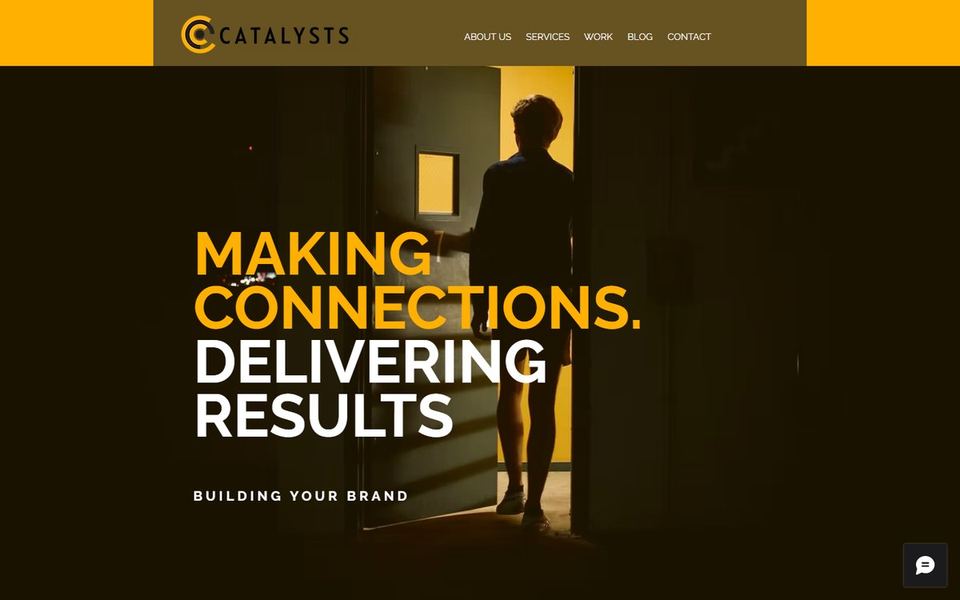 CATALYSTS
ABOUT US SERVICES WORK BLOG CONTACT
MAKING
CONNECTIONS.
DELIVERING
RESULTS
BUILDING YOUR BRAND